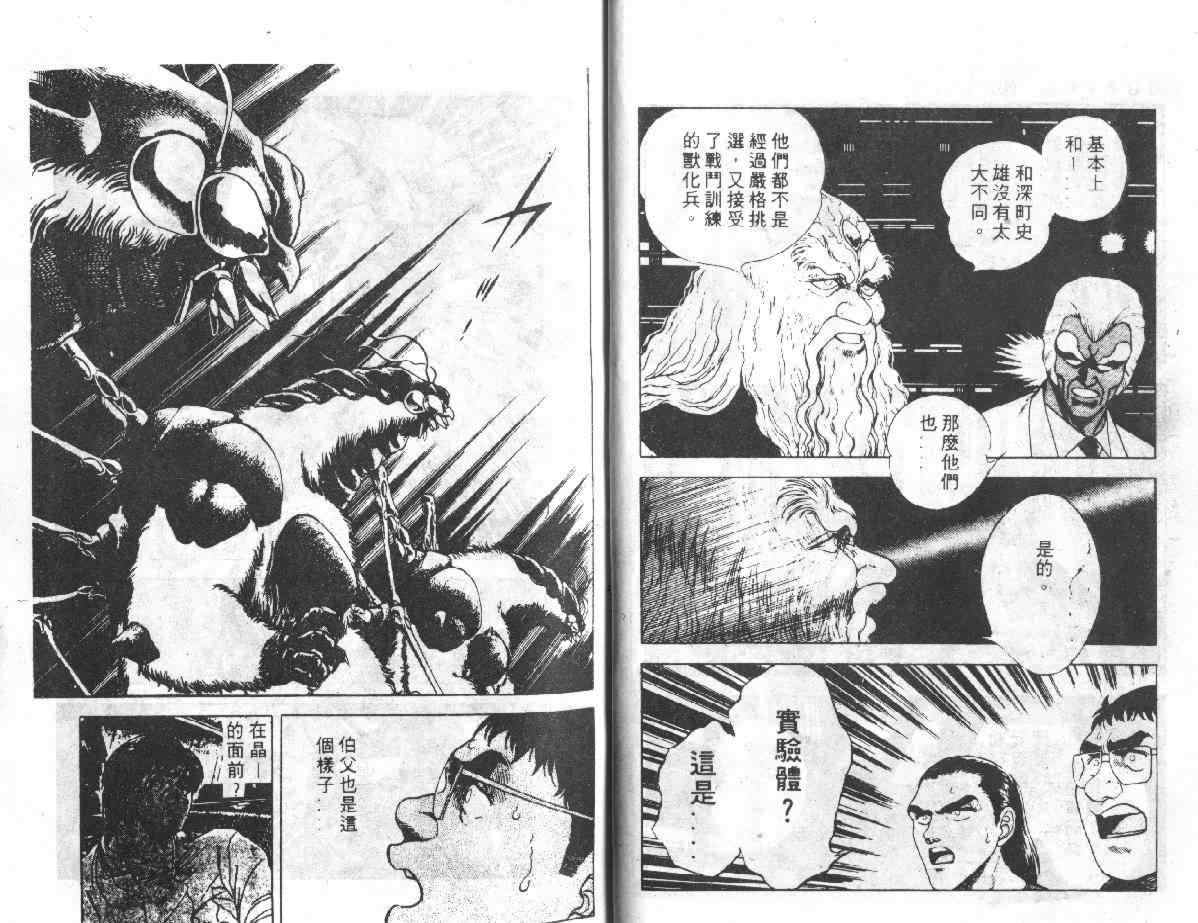 基本上
和—……
和深町史
雄沒有太
大不同。
他們都不是
經過嚴格挑
選，又接受
了戰鬥訓練
的獸化兵。
那麼他們
也……
是的。
實驗體？
這是……
伯父也是這
個樣子……
在晶—
的面前？